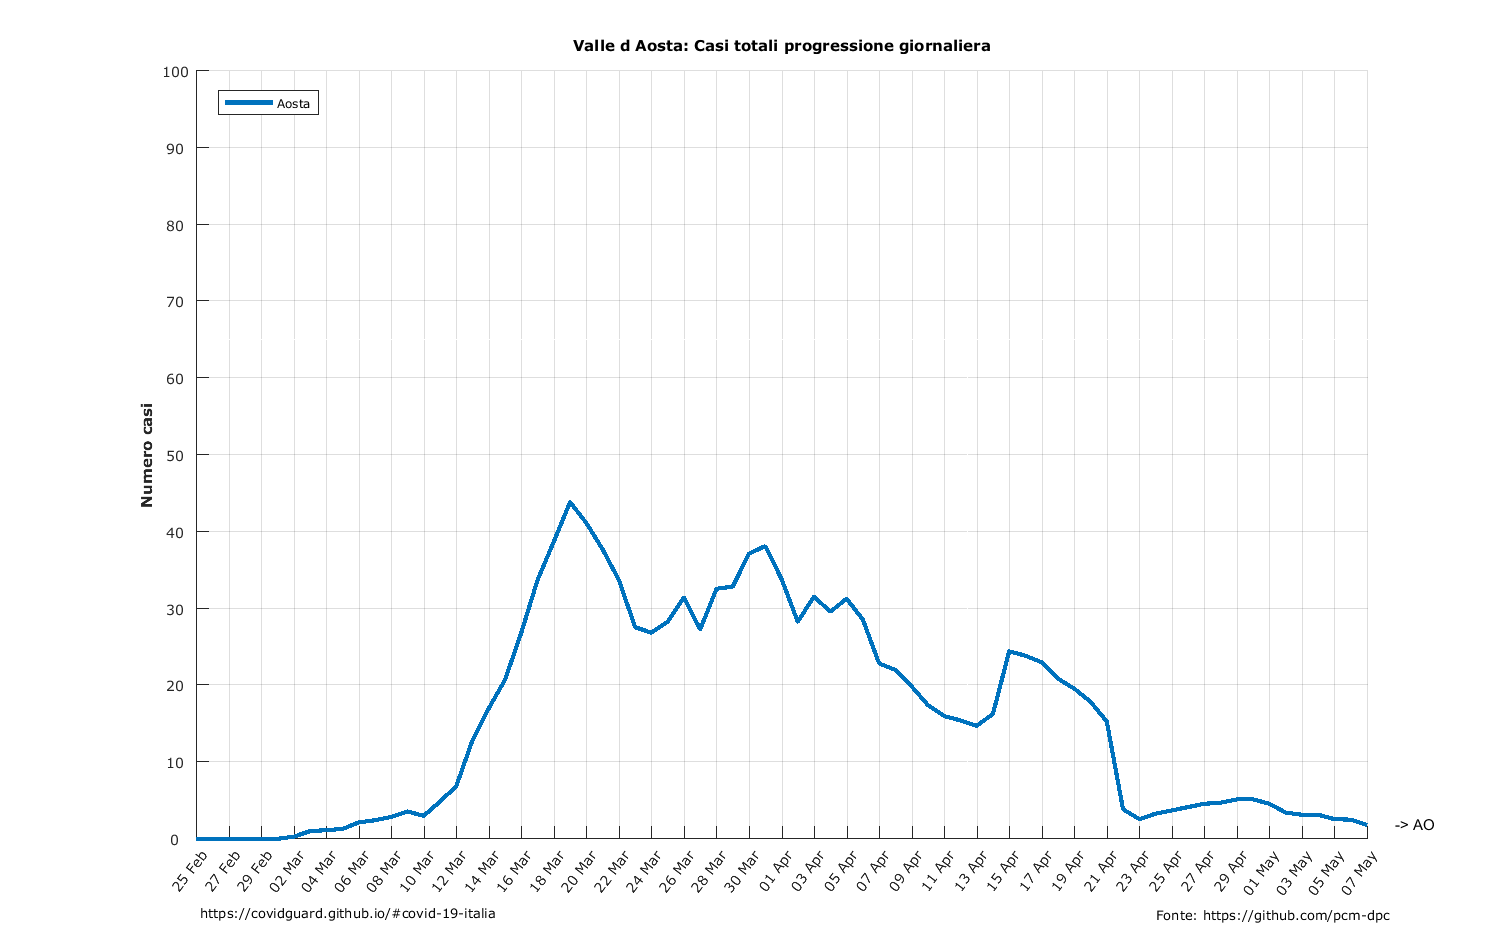 Valle d Aosta: Casi totali progressione giornaliera
Aosta
Numero casi
100
90
80
70
60
50
40
30
20
10
0
25 Feb
27 Feb
29 Feb
02 Mar
04 Mar
06 Mar
08 Mar
10 Mar
12 Mar
14 Mar
16 Mar
18 Mar
20 Mar
22 Mar
24 Mar
26 Mar
28 Mar
30 Mar
01 Apr
03 Apr
05 Apr
07 Apr
09 Apr
11 Apr
13 Apr
15 Apr
17 Apr
19 Apr
21 Apr
23 Apr
25 Apr
27 Apr
29 Apr
01 May
03 May
05 May
07 May
-> AO
https://covidguard.github.io/#covid-19-italia
Fonte: https://github.com/pcm-dpc